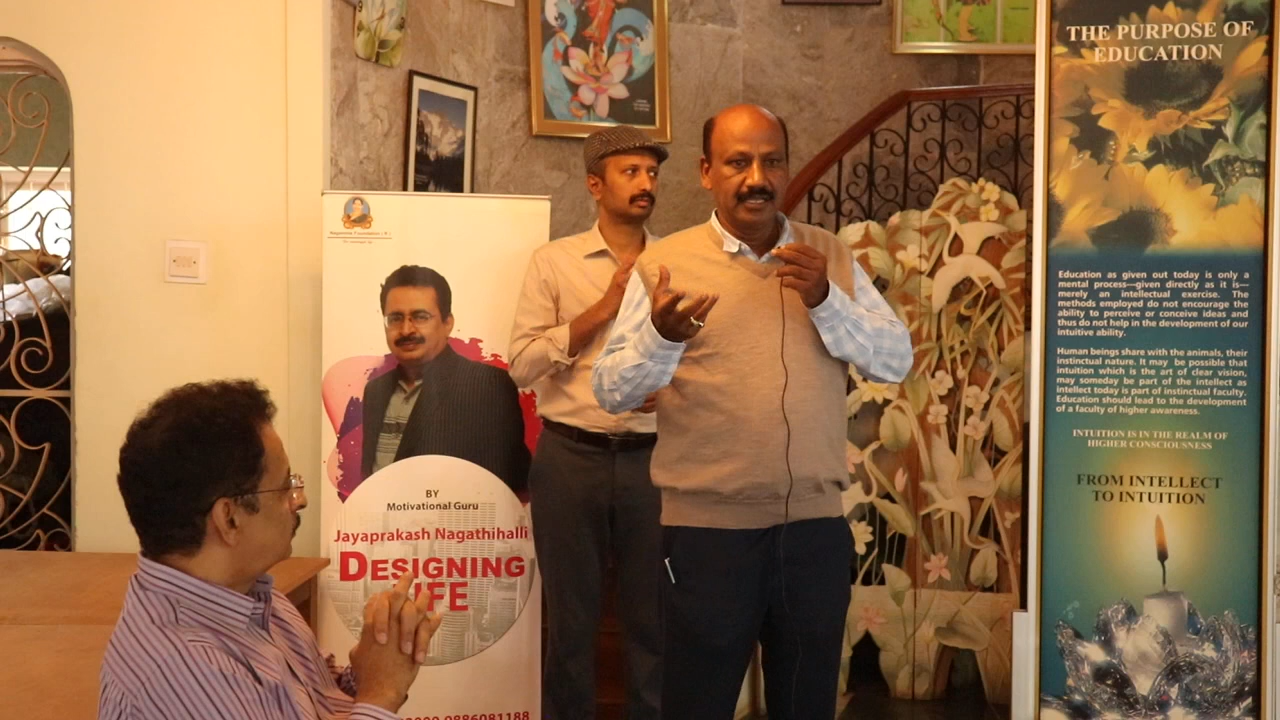 Nagathihalli Foundation ( R )
BY
Motivational Guru
Jayaprakash Nagathihalli
DESIGNING
LIFE
9886081188
THE PURPOSE OF
EDUCATION
Education as given out today is only a
mental process—given directly as it is—
merely an intellectual exercise. The
methods employed do not encourage the
ability to perceive or conceive ideas and
thus do not help in the development of our
intuitive ability.
Human beings share with the animals, their
instinctual nature. It may be possible that
intuition which is the art of clear vision,
may someday be part of the intellect as
intellect today is part of instinctual faculty.
Education should lead to the development
of a faculty of higher awareness.
INTUITION IS IN THE REALM OF
HIGHER CONSCIOUSNESS
FROM INTELLECT
TO INTUITION